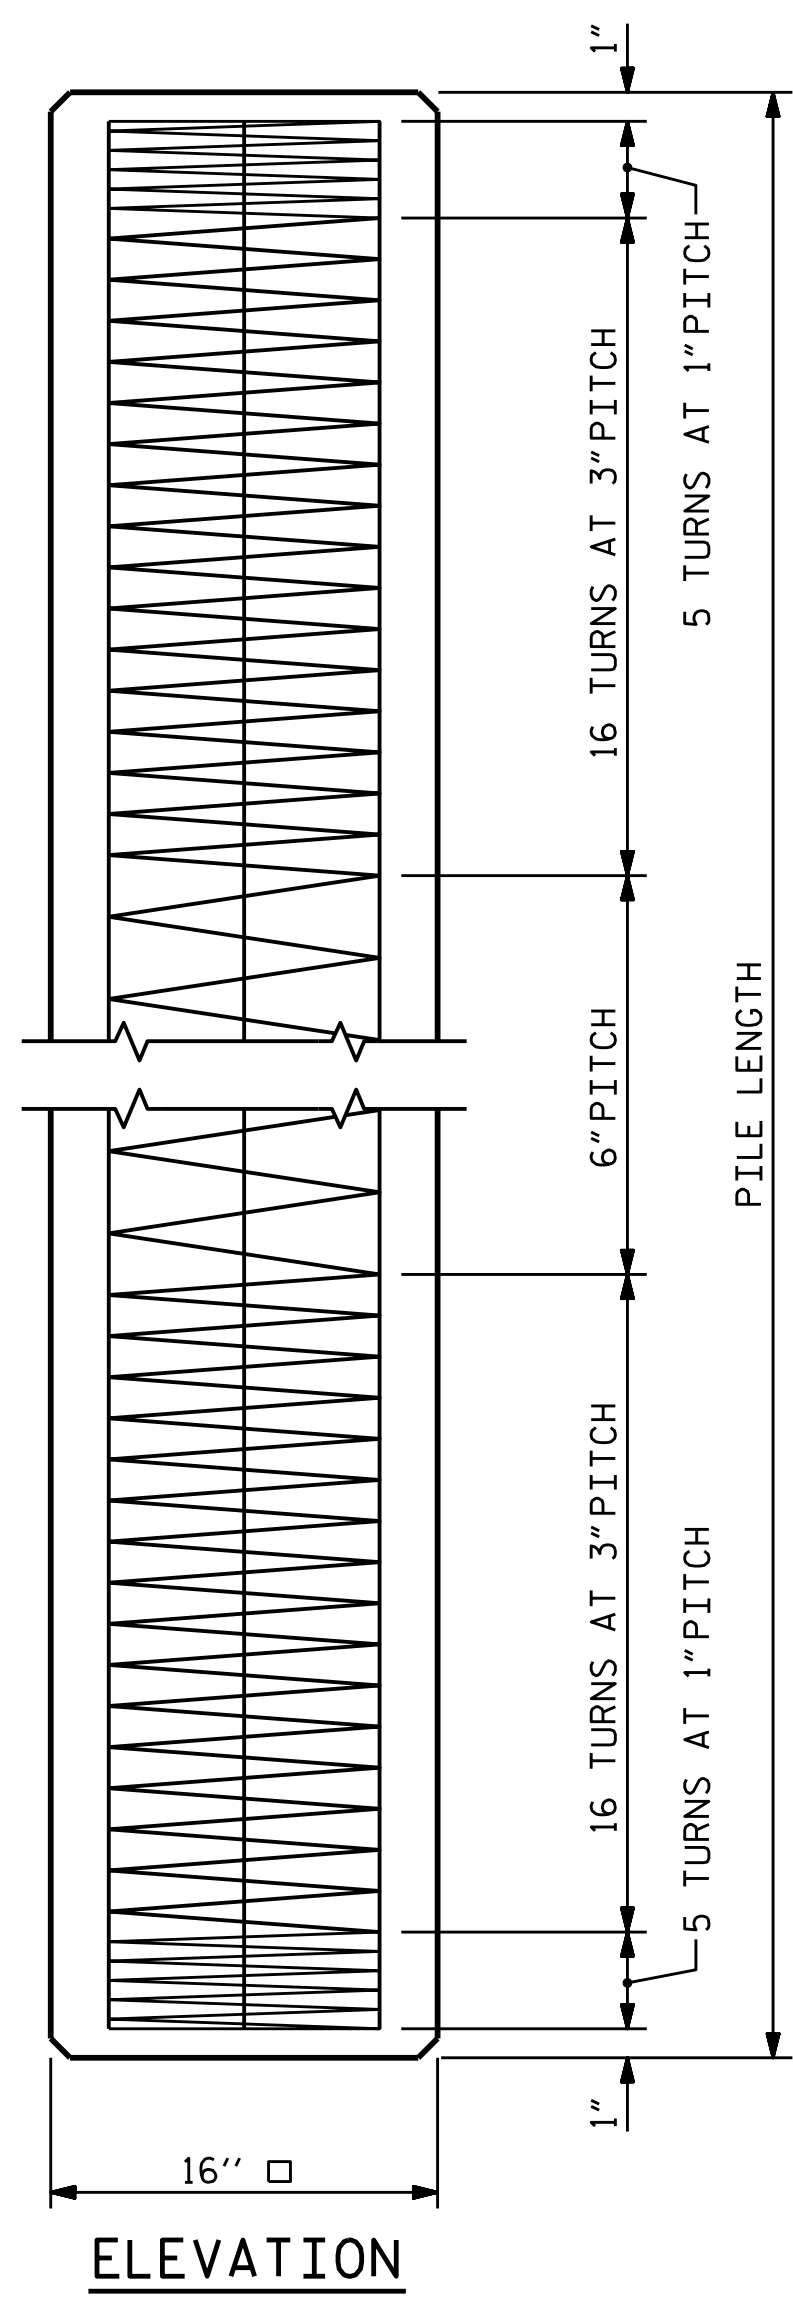 1"
5 TURNS AT 1" PITCH
16 TURNS AT 3" PITCH
6" PITCH
PILE LENGTH
16 TURNS AT 3" PITCH
5 TURNS AT 1" PITCH
1"
16'' □
ELEVATION